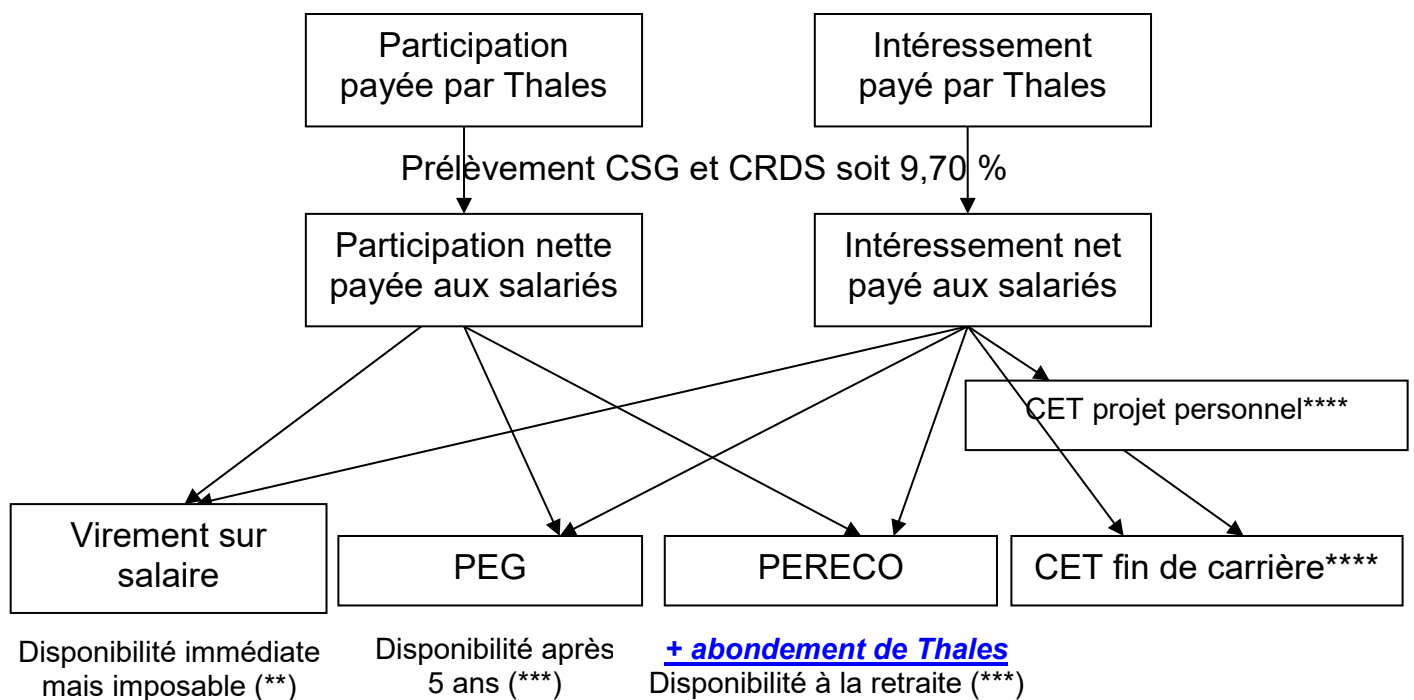 Participation
payée par Thales
Intéressement
payé par Thales
Prélèvement CSG et CRDS soit 9,70 %
Participation nette
payée aux salariés
Intéressement net
payé aux salariés
CET projet personnel****
Virement sur
salaire
PEG
PERECO
CET fin de carrière****
Disponibilité immédiate
mais imposable (**)
Disponibilité après
5 ans (***)
+ abondement de Thales
Disponibilité à la retraite (***)